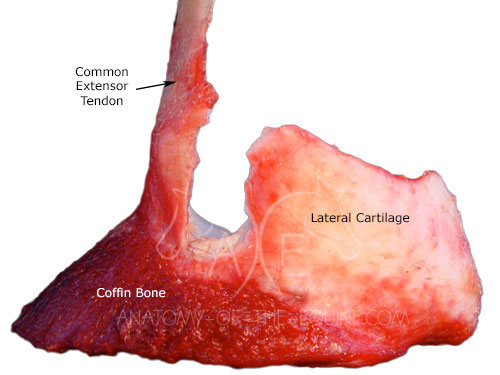 Common
Extensor
Tendon
Lateral Cartilage
Coffin Bone
ANATOMY-OF-THE-EQUINE.COM